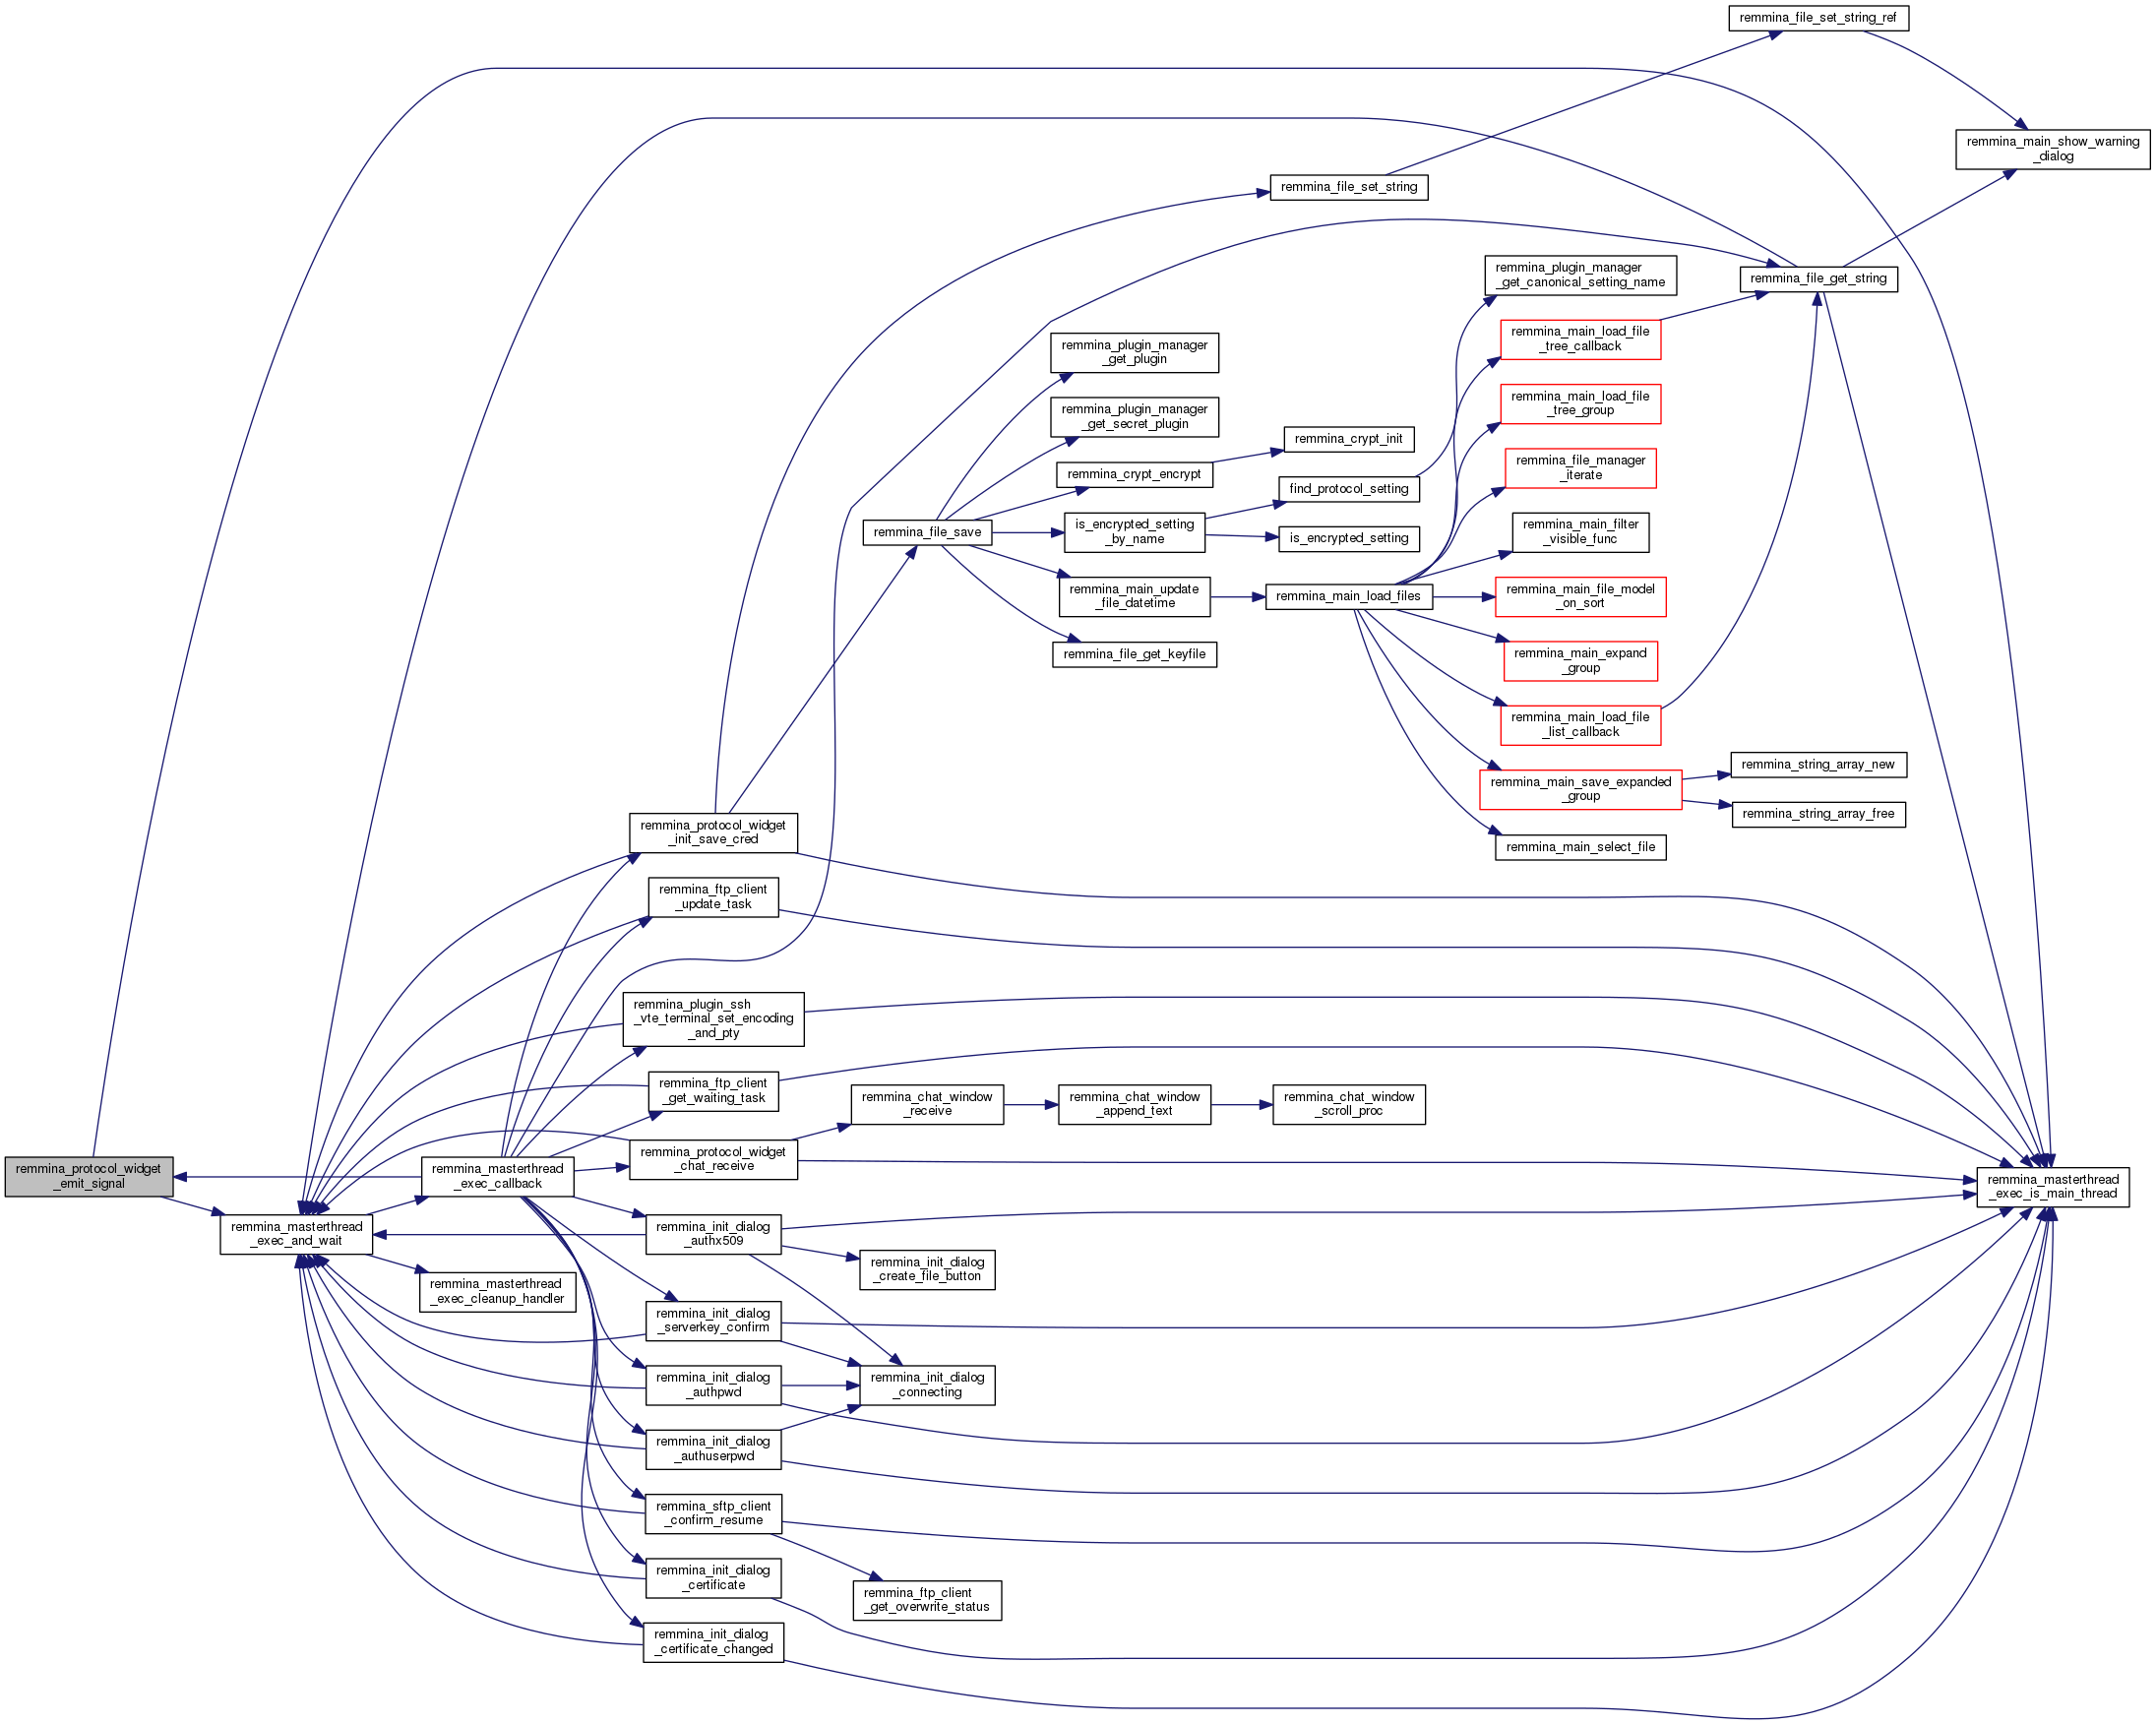 remmina_file_set_string_ref
remmina_main_show_warning
_dialog
remmina_file_set_string
remmina_plugin_manager
_get_canonical_setting_name
remmina_file_get_string
remmina_main_load_file
_tree_callback
remmina_plugin_manager
_get_plugin
remmina_main_load_file
_tree_group
remmina_plugin_manager
_get_secret_plugin
remmina_crypt_init
remmina_file_manager
_iterate
remmina_crypt_encrypt
find_protocol_setting
remmina_file_save
is_encrypted_setting
_by_name
is_encrypted_setting
remmina_main_filter
_visible_func
remmina_main_update
_file_datetime
remmina_main_load_files
remmina_main_file_model
_on_sort
remmina_file_get_keyfile
remmina_main_expand
_group
remmina_main_load_file
_list_callback
remmina_string_array_new
remmina_main_save_expanded
_group
remmina_string_array_free
remmina_protocol_widget
_init_save_cred
remmina_main_select_file
remmina_ftp_client
_update_task
remmina_plugin_ssh
_vte_terminal_set_encoding
_and_pty
remmina_ftp_client
_get_waiting_task
remmina_chat_window
_receive
remmina_chat_window
_append_text
remmina_chat_window
_scroll_proc
remmina_protocol_widget
_emit_signal
remmina_masterthread
_exec_callback
remmina_protocol_widget
_chat_receive
remmina_masterthread
_exec_is_main_thread
remmina_masterthread
_exec_and_wait
remmina_init_dialog
_authx509
remmina_init_dialog
_create_file_button
remmina_masterthread
_exec_cleanup_handler
remmina_init_dialog
_serverkey_confirm
remmina_init_dialog
_authpwd
remmina_init_dialog
_connecting
remmina_init_dialog
_authuserpwd
remmina_sftp_client
_confirm_resume
remmina_init_dialog
_certificate
remmina_ftp_client
_get_overwrite_status
remmina_init_dialog
_certificate_changed